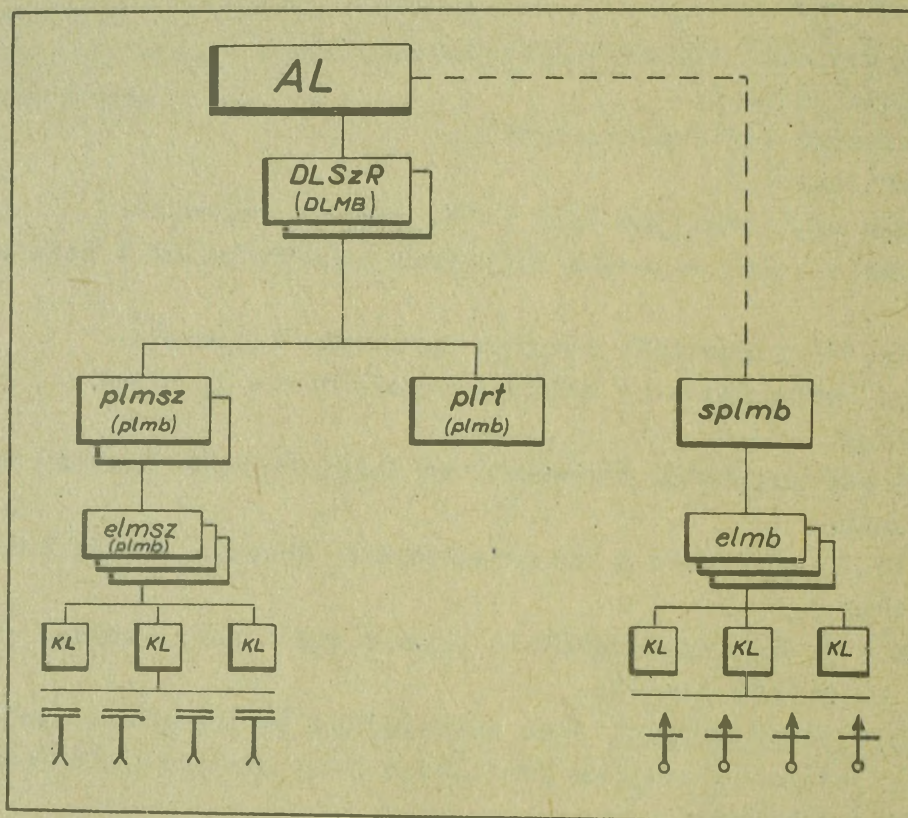 AL
DLSzR
(DLMB)
plmsz
(plmb)
plrt
(plmb)
splmb
elmsz
(plmb)
elmb
KL
KL
KL
KL
KL
KL